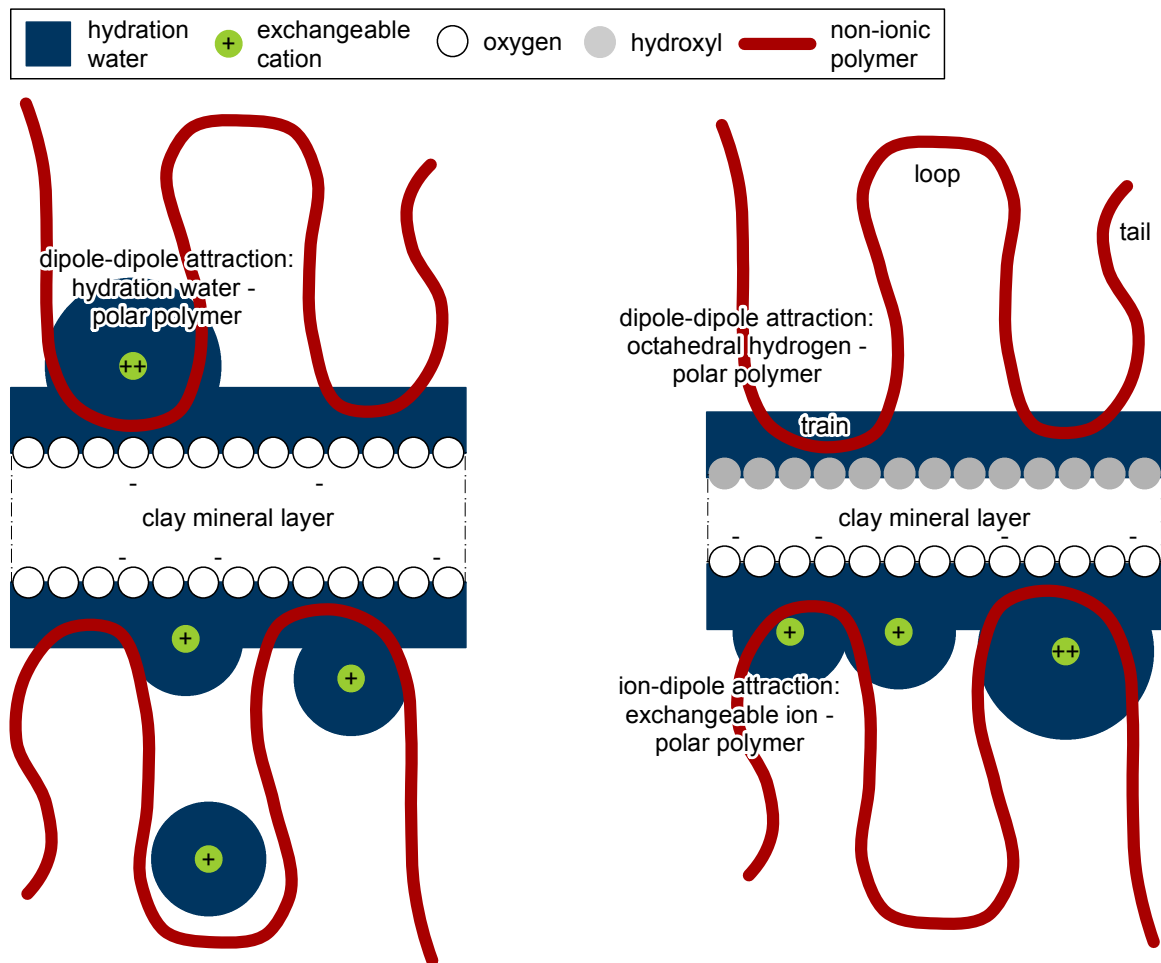 hydration
water
+
exchangeable
cation
oxygen
hydroxyl
non-ionic
polymer
dipole-dipole attraction:
hydration water -
polar polymer
++
- -
clay mineral layer
- - -
+
+
+
loop
tail
dipole-dipole attraction:
octahedral hydrogen -
polar polymer
train
clay mineral layer
- - - -
+
+
++
ion-dipole attraction:
exchangeable ion -
polar polymer